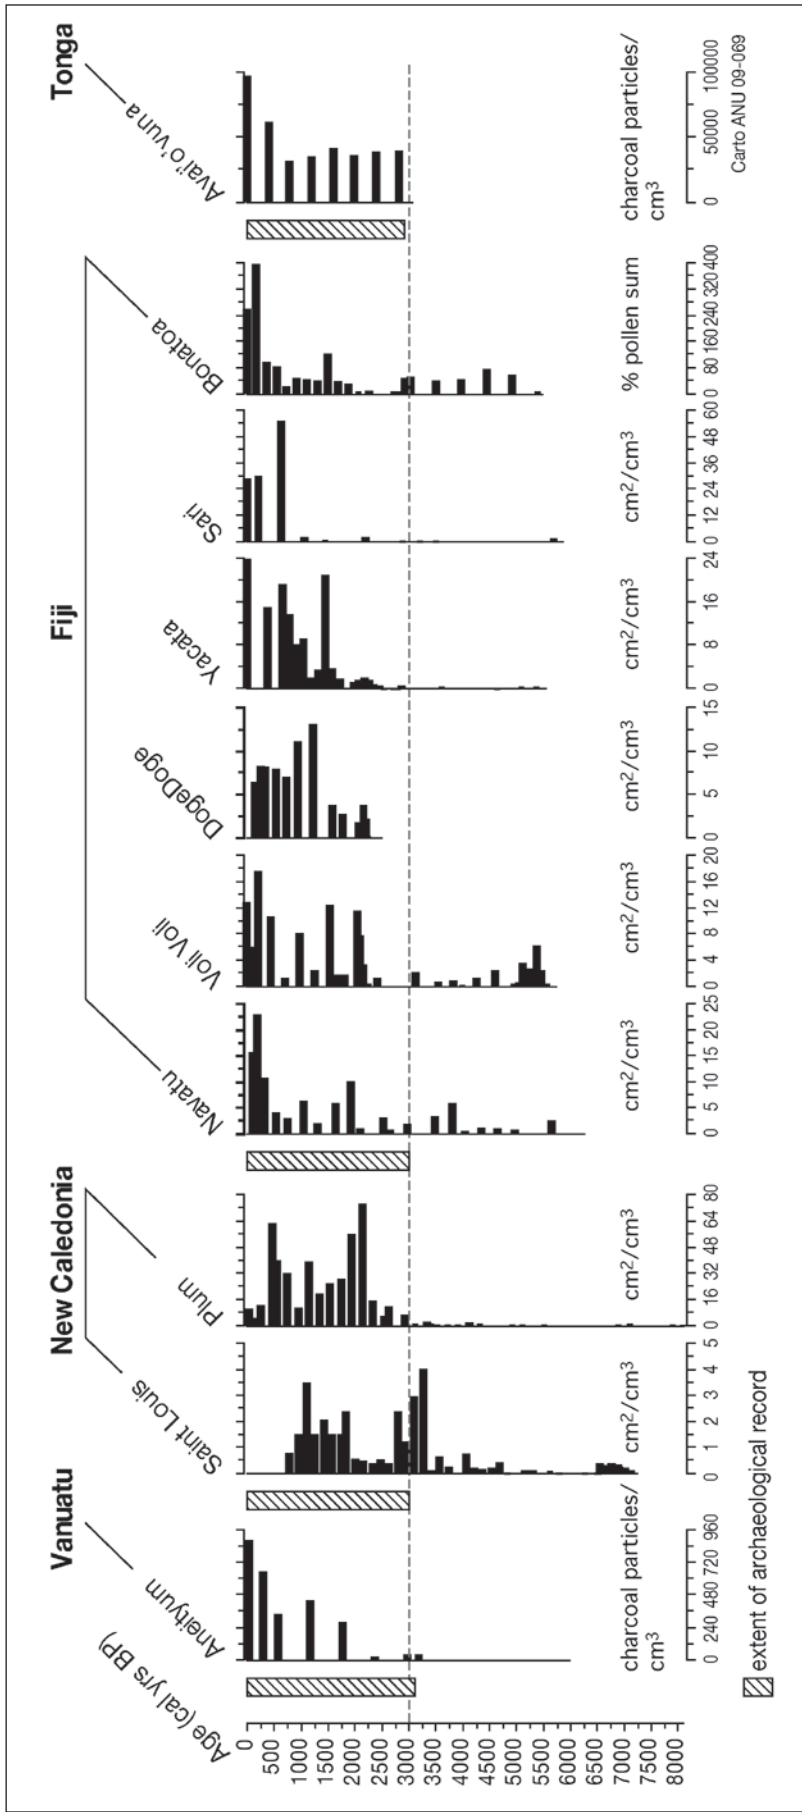 Vanuatu
New Caledonia
Fiji
Tonga
Age (cal yrs BP)
Aneityum
Saint Louis
Plum
Navatu
Voli Voli
DogeDoge
Yacata
Sari
Bonatoa
Avai'o'vuna
0
500
1000
1500
2000
2500
3000
3500
4000
4500
5000
5500
6000
6500
7000
7500
8000
charcoal particles/
cm3
cm2/cm3
cm2/cm3
cm2/cm3
cm2/cm3
cm2/cm3
cm2/cm3
cm2/cm3
% pollen sum
charcoal particles/
cm3
0 240 480 720 960
0 1 2 3 4 5
0 16 32 48 64 80
0 5 10 15 20 25
0 4 8 12 16 20
0 5 10 15
0 8 16 24
0 12 24 36 48 60
0 80 160 240 320 400
0 50000 100000
extent of archaeological record
Carto ANU 09-069